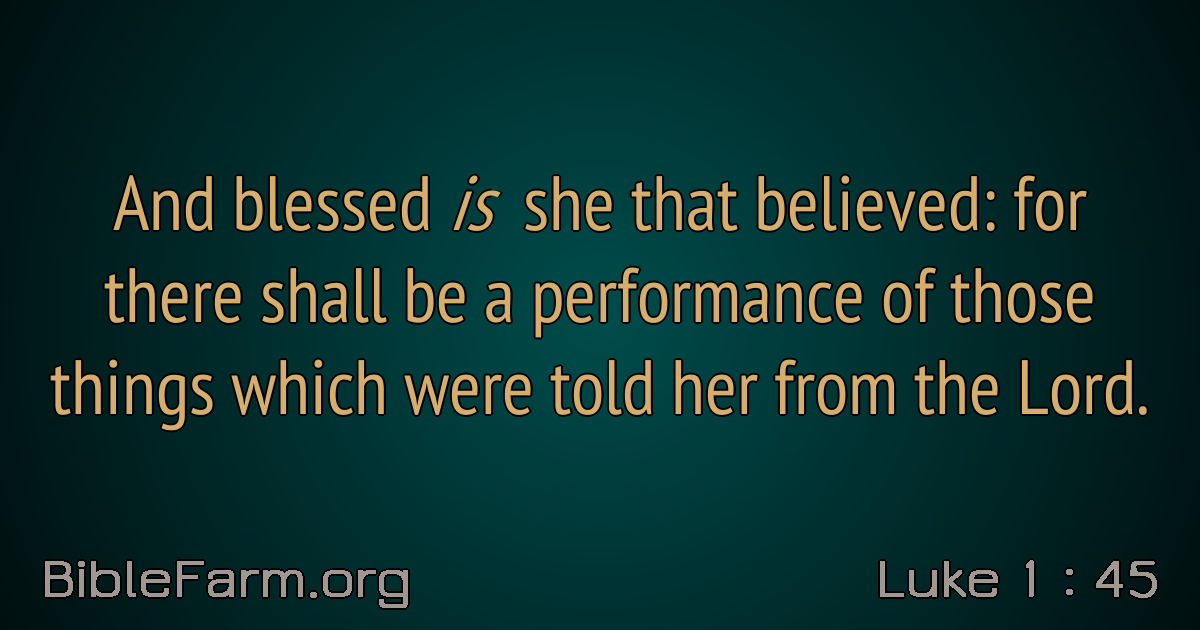 And blessed is she that believed: for
there shall be a performance of those
things which were told her from the Lord.
BibleFarm.org
Luke 1 : 45